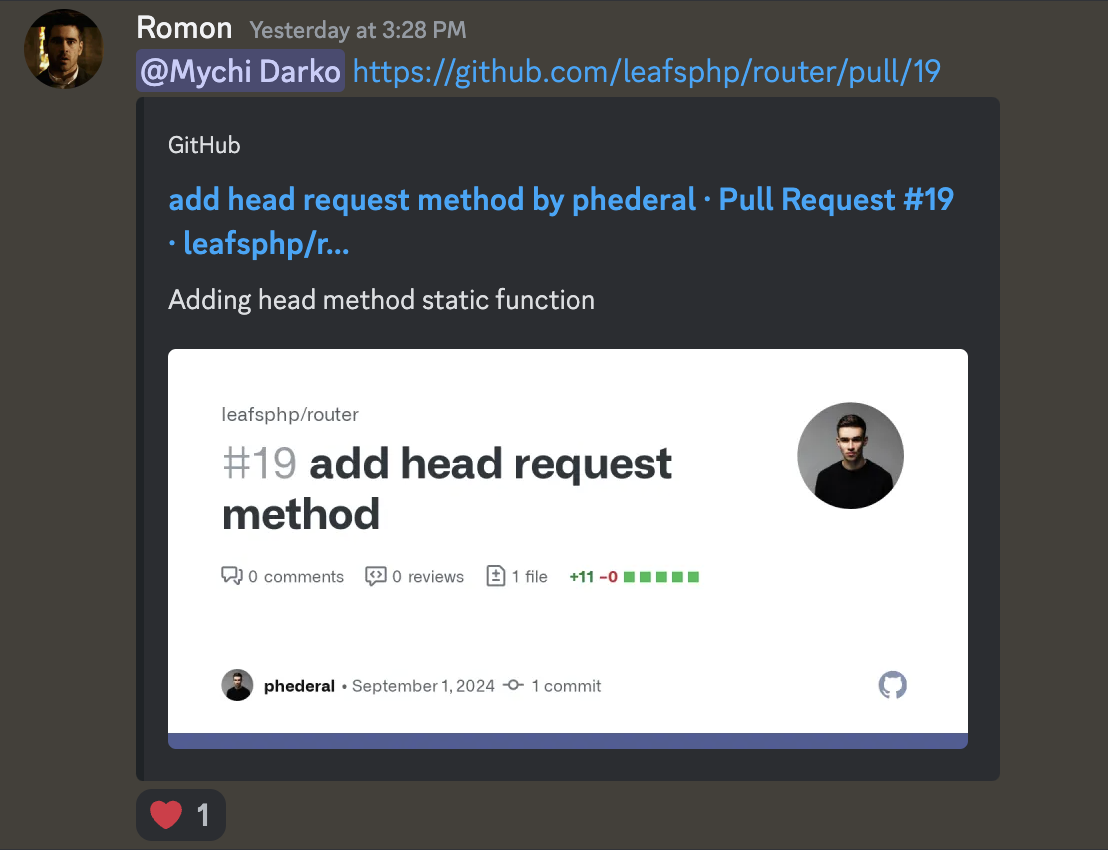 Romon Yesterday at 3:28 PM
@Mychi Darko https://github.com/leafsphp/router/pull/19
GitHub
add head request method by phederal · Pull Request #19
· leafsphp/r...
Adding head method static function
leafsphp/router
#19 add head request
method
0 comments 0 reviews 1 file +11 −0
phederal • September 1, 2024 1 commit
1